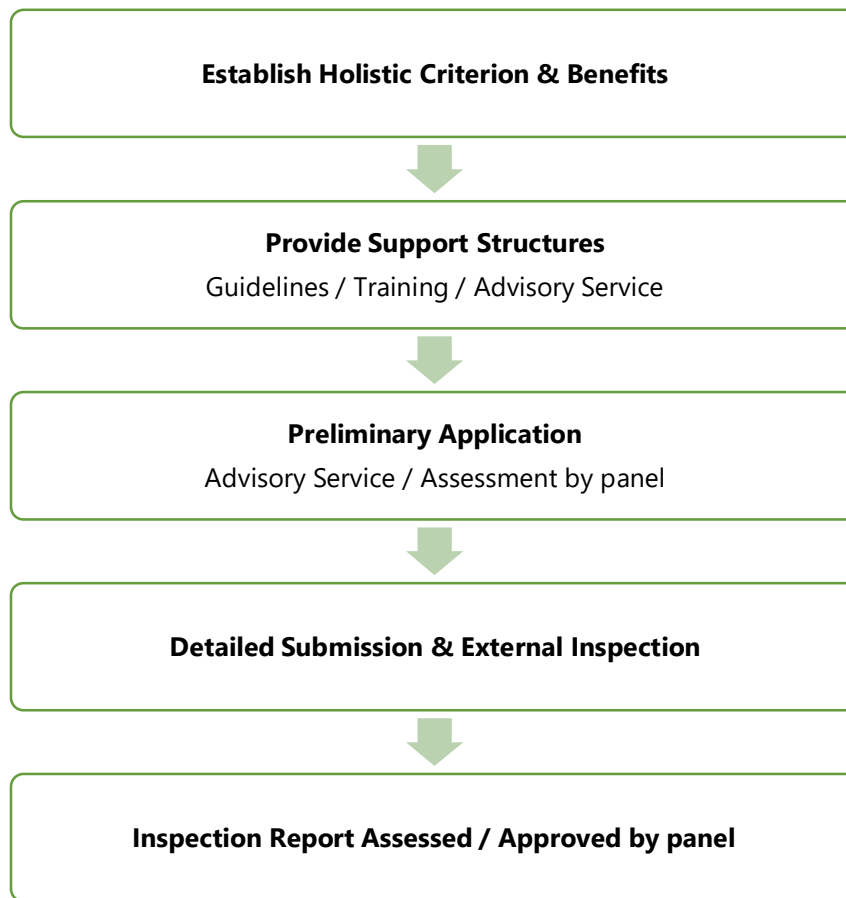 Establish Holistic Criterion & Benefits
Provide Support Structures
Guidelines / Training / Advisory Service
Preliminary Application
Advisory Service / Assessment by panel
Detailed Submission & External Inspection
Inspection Report Assessed / Approved by panel